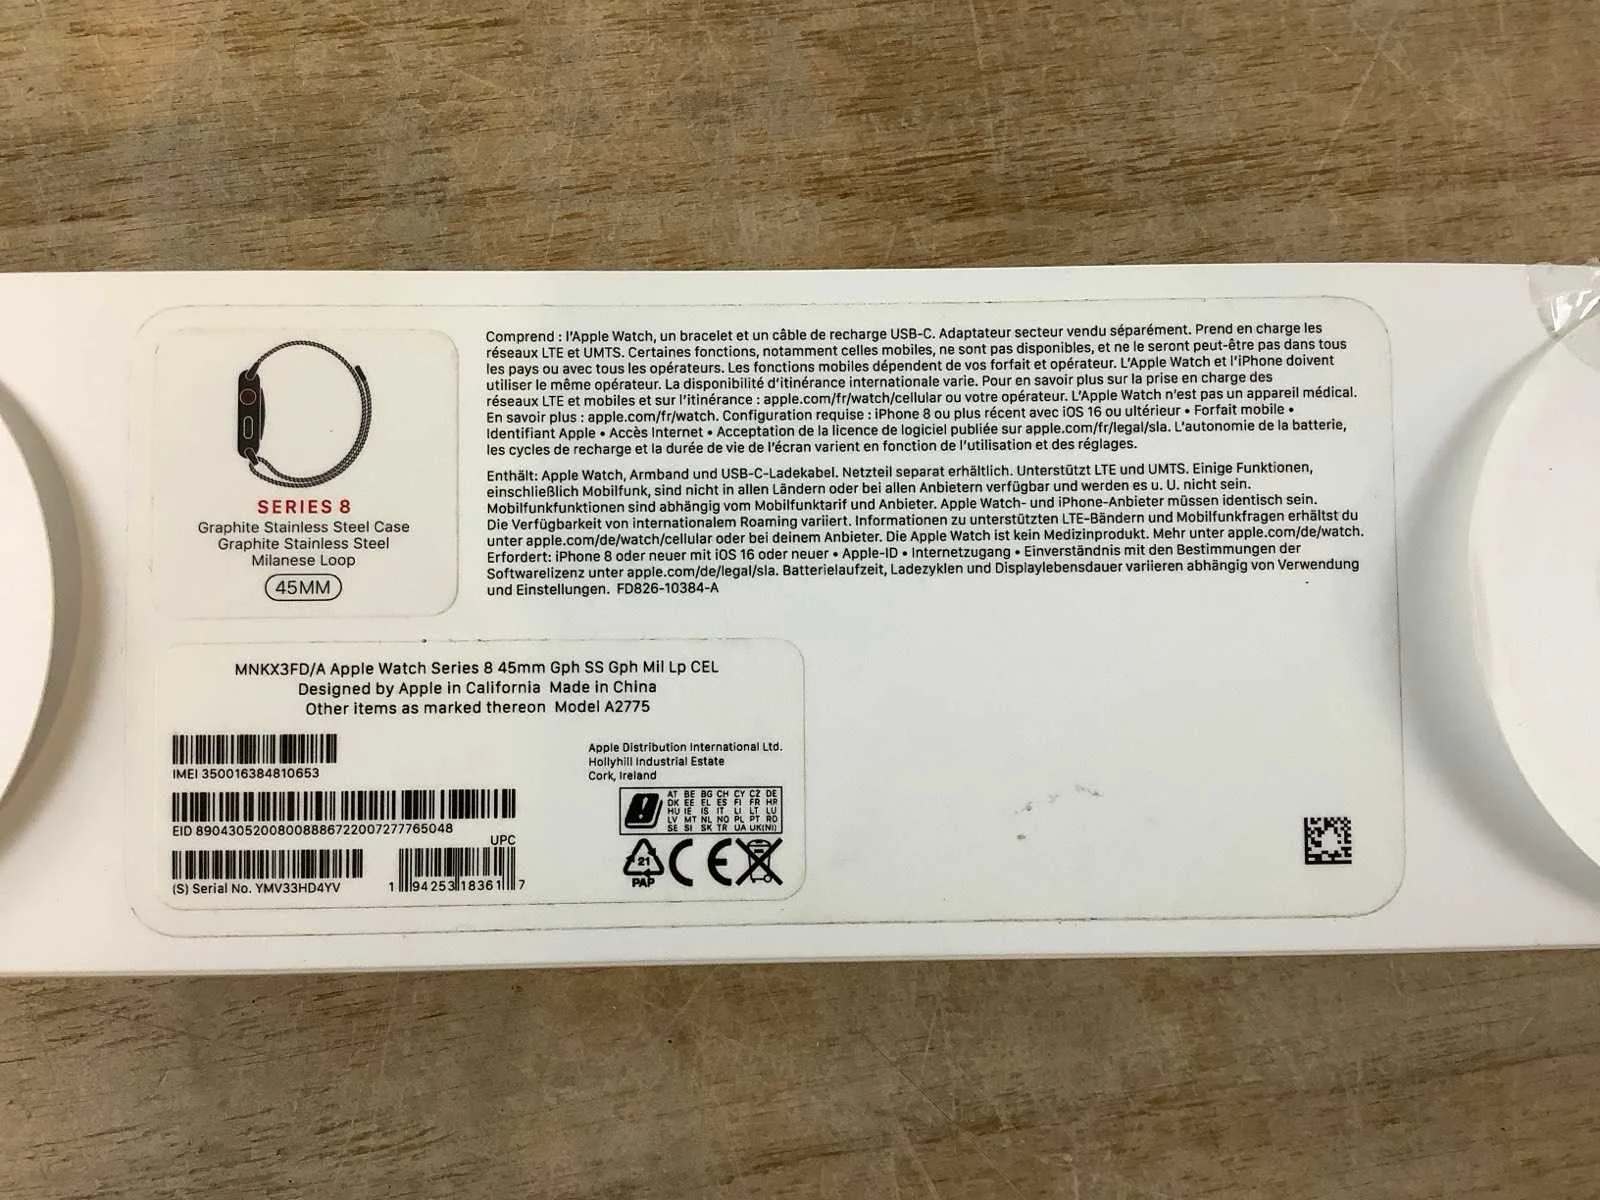 SERIES 8
Graphite Stainless Steel Case
Graphite Stainless Steel
Milanese Loop
45MM
Comprend : l'Apple Watch, un bracelet et un câble de recharge USB-C. Adaptateur secteur vendu séparément. Prend en charge les
réseaux LTE et UMTS. Certaines fonctions, notamment celles mobiles, ne sont pas disponibles, et ne le seront peut-être pas dans tous
les pays ou avec tous les opérateurs. Les fonctions mobiles dépendent de vos forfait et opérateur. L'Apple Watch et l'iPhone doivent
utiliser le même opérateur. La disponibilité d'itinérance internationale varie. Pour en savoir plus sur la prise en charge des
réseaux LTE et mobiles et sur l'itinérance : apple.com/fr/watch/cellular ou votre opérateur. L'Apple Watch n'est pas un appareil médical.
En savoir plus : apple.com/fr/watch. Configuration requise : iPhone 8 ou plus récent avec iOS 16 ou ultérieur • Forfait mobile •
Identifiant Apple • Accès Internet • Acceptation de la licence de logiciel publiée sur apple.com/fr/legal/sla. L'autonomie de la batterie,
les cycles de recharge et la durée de vie de l'écran varient en fonction de l'utilisation et des réglages.
Enthält: Apple Watch, Armband und USB-C-Ladekabel. Netzteil separat erhältlich. Unterstützt LTE und UMTS. Einige Funktionen,
einschließlich Mobilfunk, sind nicht in allen Ländern oder bei allen Anbietern verfügbar und werden es u. U. nicht sein.
Mobilfunkfunktionen sind abhängig vom Mobilfunktarif und Anbieter. Apple Watch- und iPhone-Anbieter müssen identisch sein.
Die Verfügbarkeit von internationalem Roaming variiert. Informationen zu unterstützten LTE-Bändern und Mobilfunkfragen erhältst du
unter apple.com/de/watch/cellular oder bei deinem Anbieter. Die Apple Watch ist kein Medizinprodukt. Mehr unter apple.com/de/watch.
Erfordert: iPhone 8 oder neuer mit iOS 16 oder neuer • Apple-ID • Internetzugang • Einverständnis mit den Bestimmungen der
Softwarelizenz unter apple.com/de/legal/sla. Batterielaufzeit, Ladezyklen und Displaylebensdauer variieren abhängig von Verwendung
und Einstellungen. FD826-10384-A
MNKX3FD/A Apple Watch Series 8 45mm Gph SS Gph Mil Lp CEL
Designed by Apple in California Made in China
Other items as marked thereon Model A2775
IMEI 350016384810653
EID 89043052008008886722007277765048
UPC
(S) Serial No. YMV33HD4YV
1 94253 18361 7
Apple Distribution International Ltd.
Hollyhill Industrial Estate
Cork, Ireland
AT BE BG CH CY CZ DE
DK EE EL ES FI FR HR
HU IE IS IT LI LT LU
LV MT NL NO PL PT RO
SE SI SK TR UA UK(NI)
21
PAP
CE